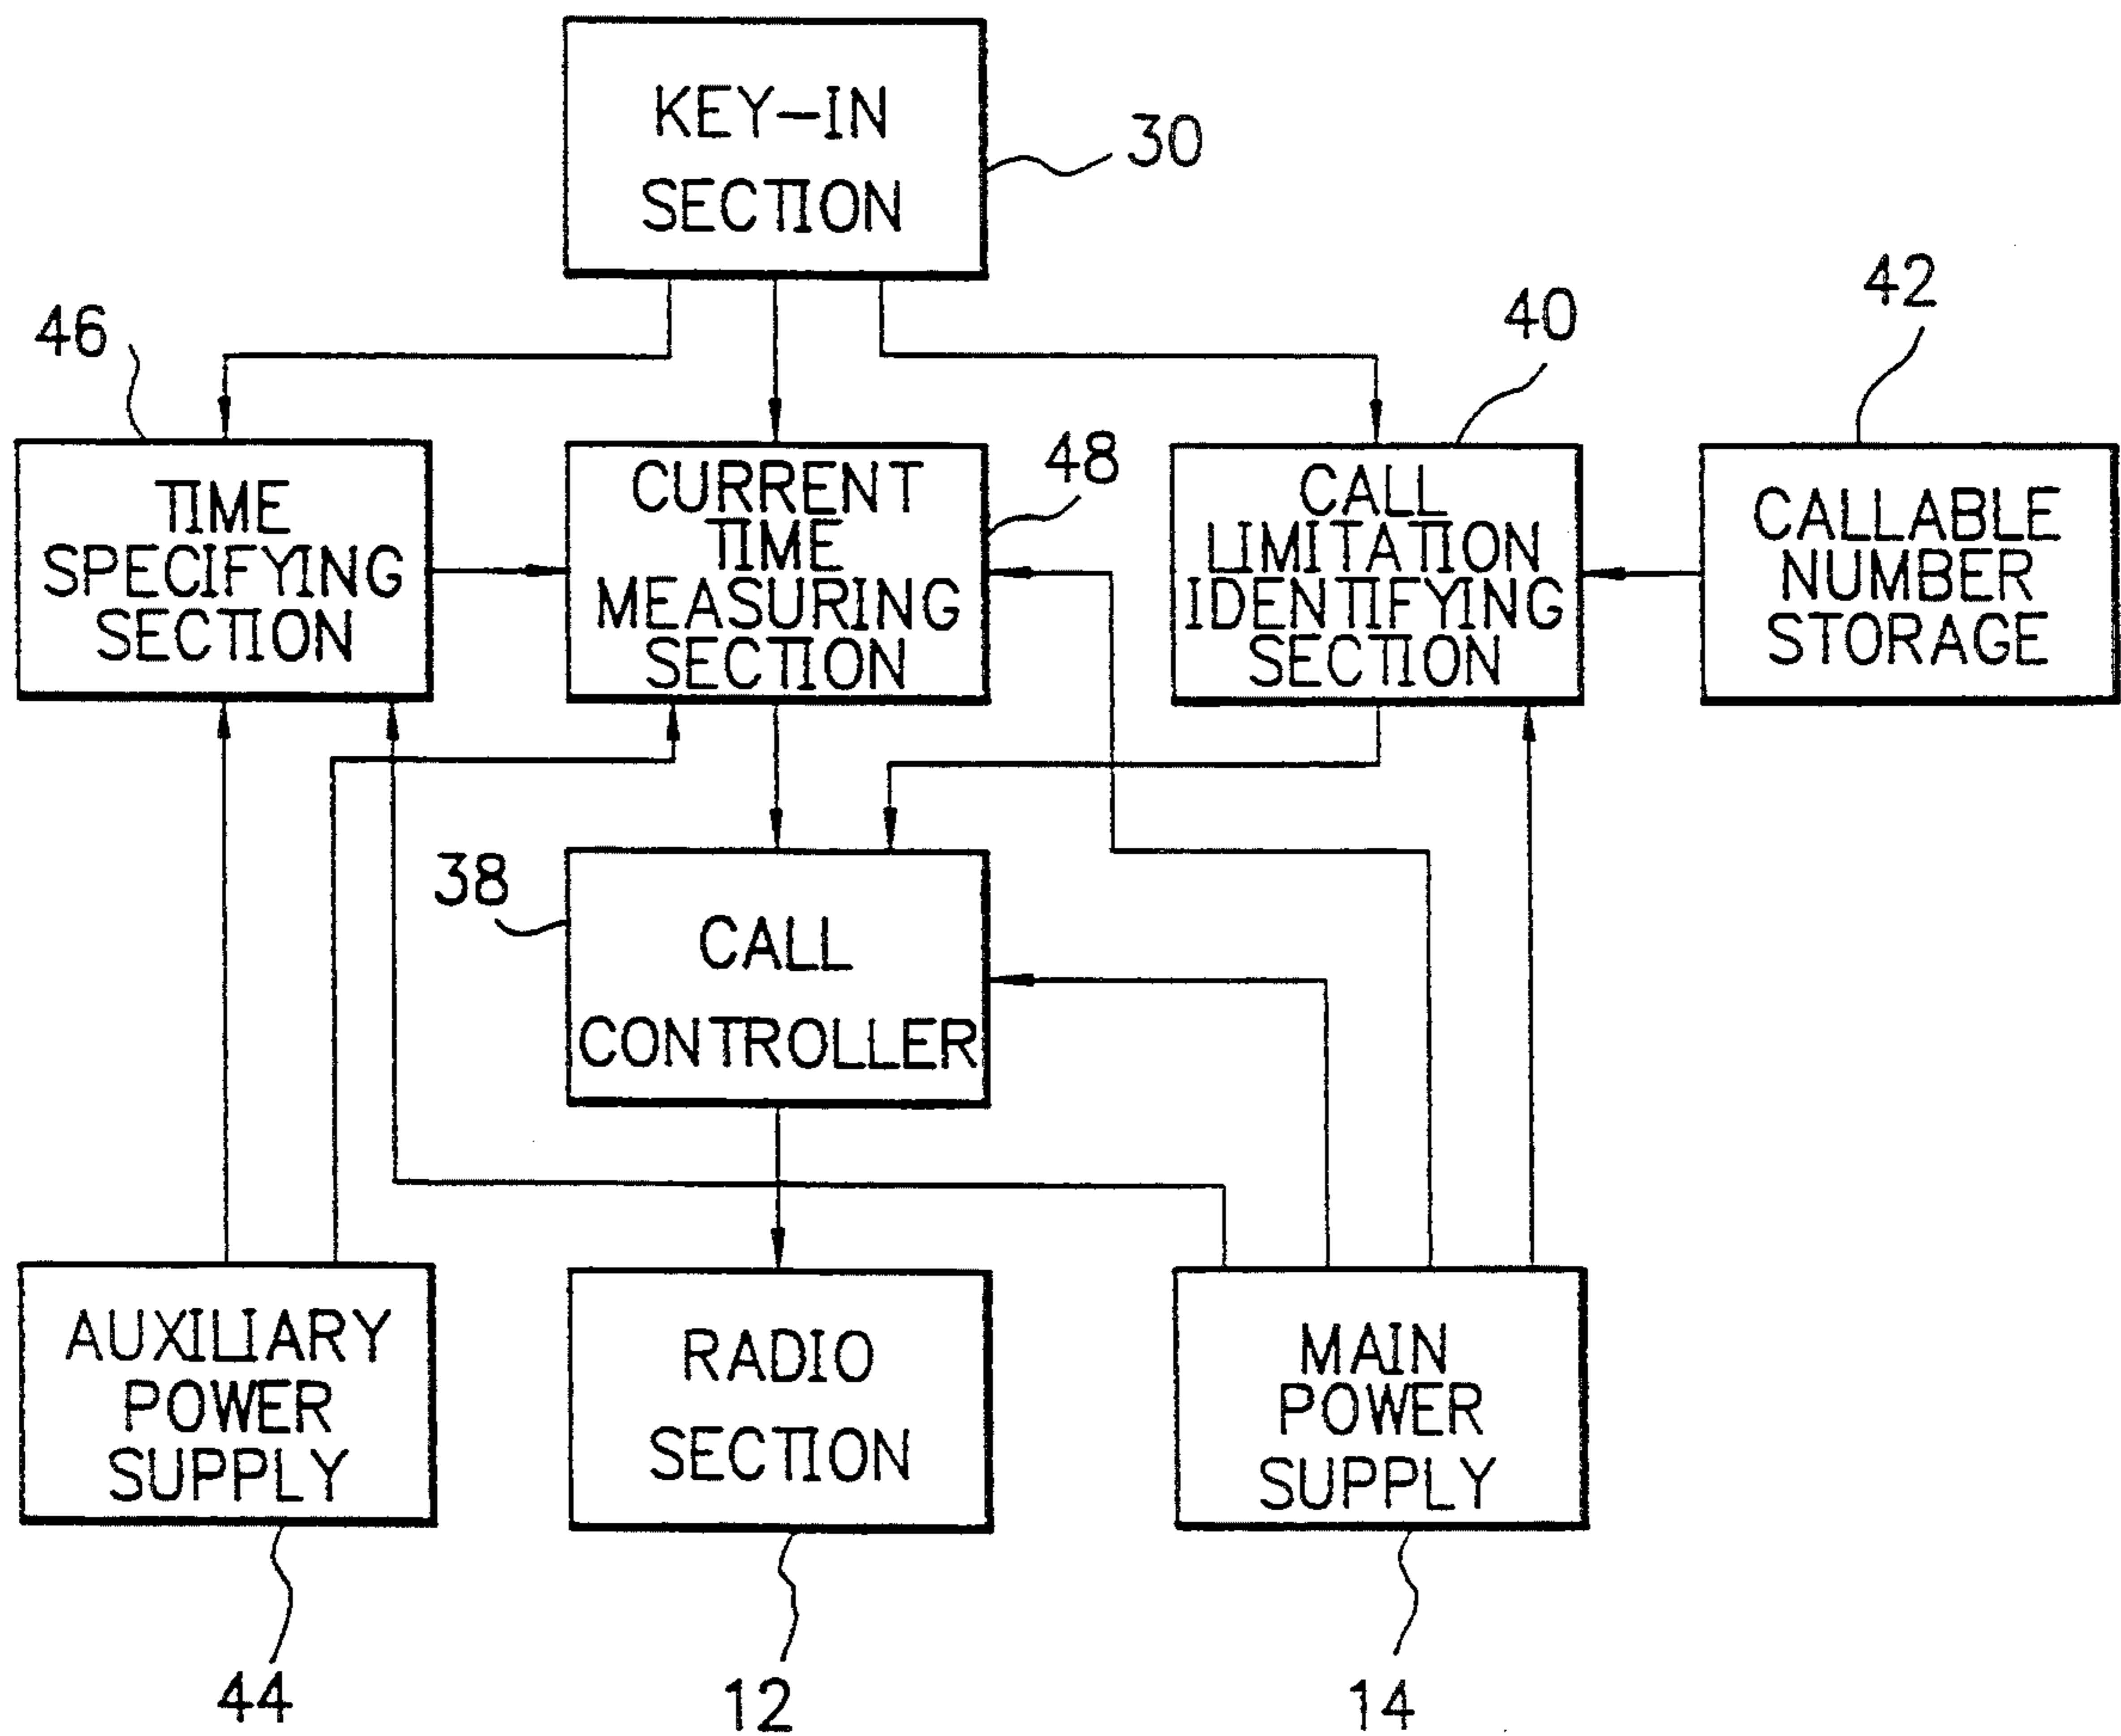 KEY-IN
SECTION
30
46
40
42
TIME
SPECIFYING
SECTION
CURRENT
TIME
MEASURING
SECTION
48
CALL
LIMITATION
IDENTIFYING
SECTION
CALLABLE
NUMBER
STORAGE
38
CALL
CONTROLLER
AUXILIARY
POWER
SUPPLY
RADIO
SECTION
MAIN
POWER
SUPPLY
44
12
14